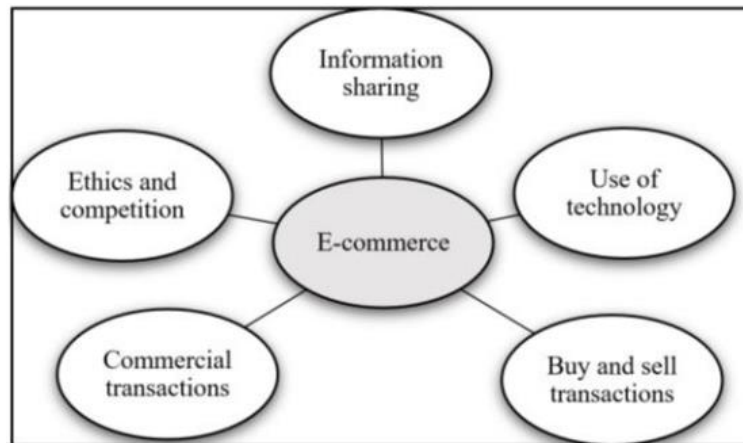 Information
sharing
Ethics and
competition
Use of
technology
E-commerce
Commercial
transactions
Buy and sell
transactions